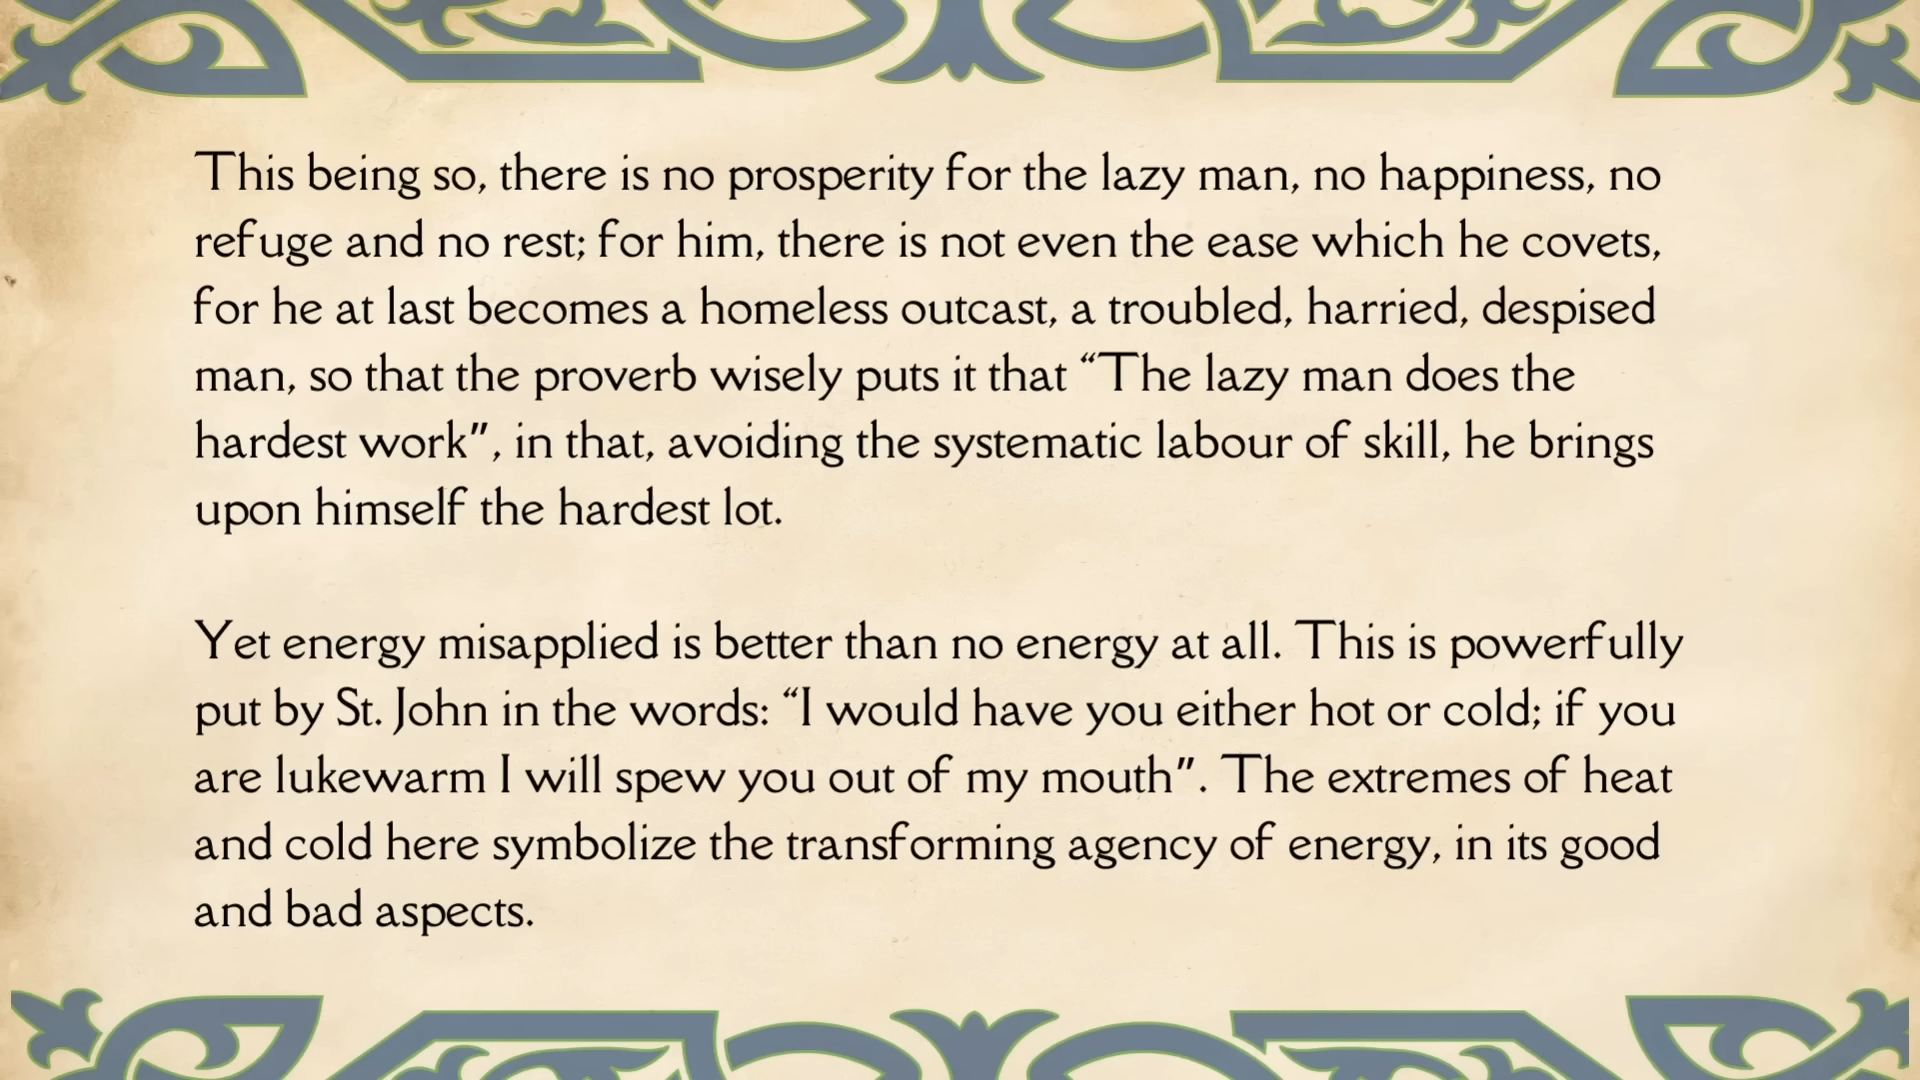 This being so, there is no prosperity for the lazy man, no happiness, no
refuge and no rest; for him, there is not even the ease which he covets,
for he at last becomes a homeless outcast, a troubled, harried, despised
man, so that the proverb wisely puts it that “The lazy man does the
hardest work”, in that, avoiding the systematic labour of skill, he brings
upon himself the hardest lot.
Yet energy misapplied is better than no energy at all. This is powerfully
put by St. John in the words: “I would have you either hot or cold; if you
are lukewarm I will spew you out of my mouth”. The extremes of heat
and cold here symbolize the transforming agency of energy, in its good
and bad aspects.